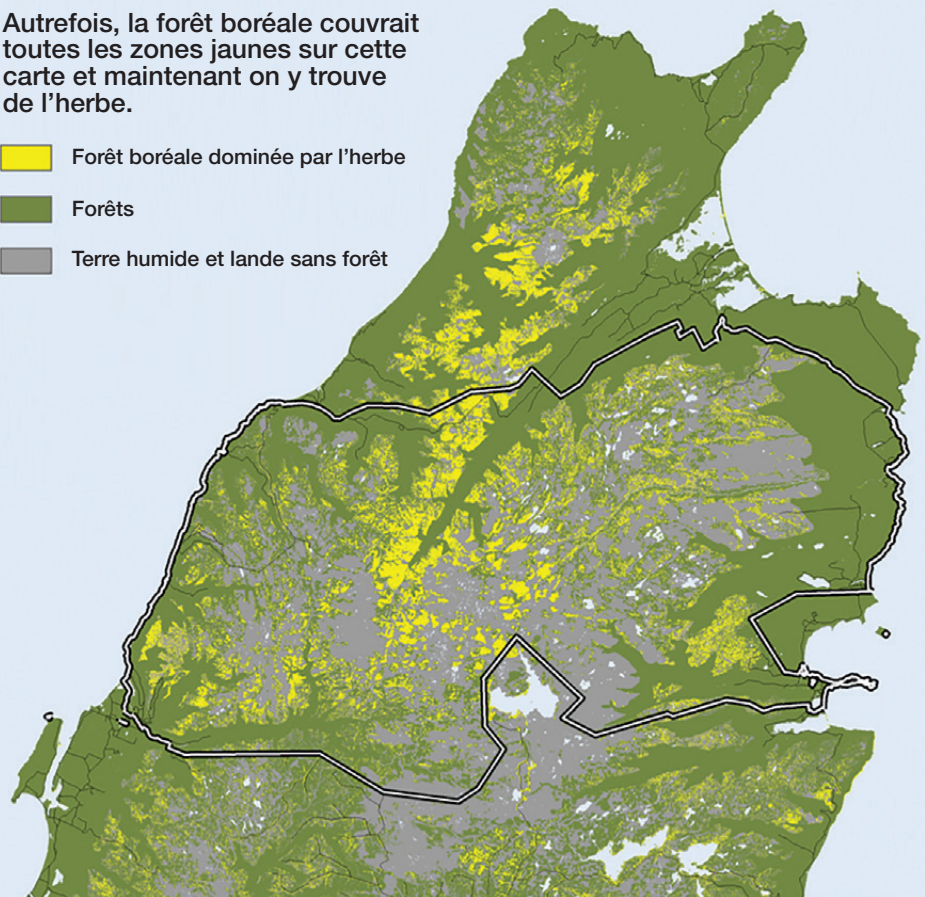 Autrefois, la forêt boréale couvrait
toutes les zones jaunes sur cette
carte et maintenant on y trouve
de l’herbe.
Forêt boréale dominée par l’herbe
Forêts
Terre humide et lande sans forêt